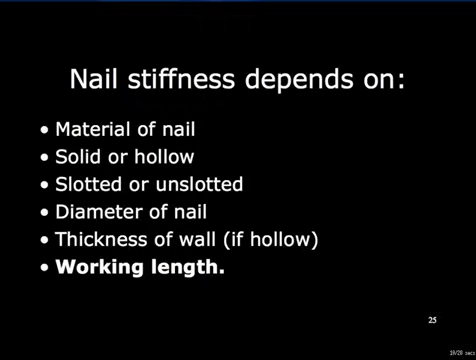 Nail stiffness depends on:
• Material of nail
• Solid or hollow
• Slotted or unslotted
• Diameter of nail
• Thickness of wall (if hollow)
• Working length.
25